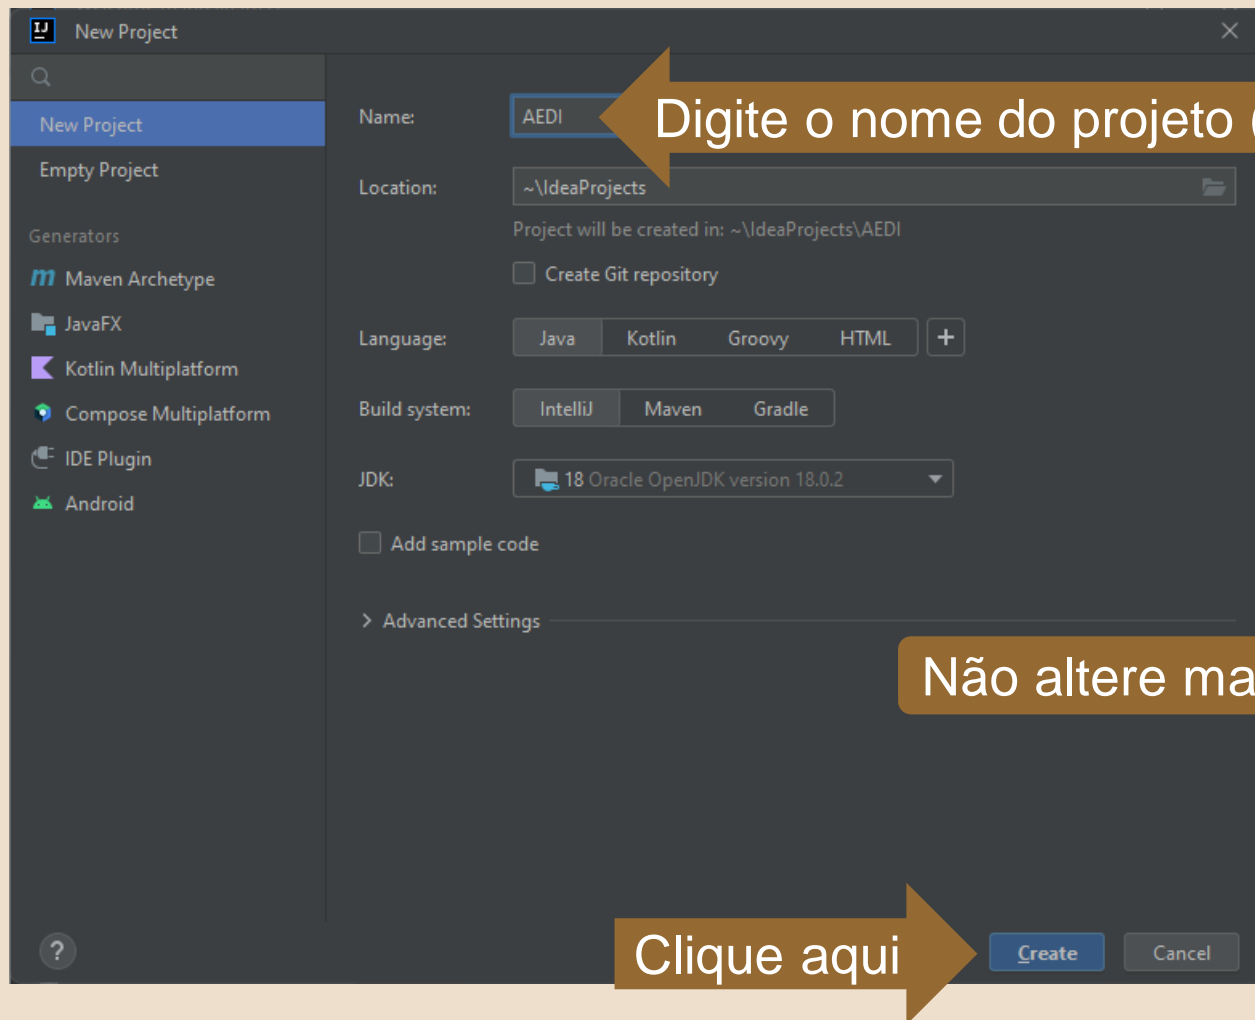 New Project
New Project
Empty Project
Generators
Maven Archetype
JavaFX
Kotlin Multiplatform
Compose Multiplatform
IDE Plugin
Android
Name: AEDI
Digite o nome do projeto
Location: ~\IdeaProjects
Project will be created in: ~\IdeaProjects\AEDI
Create Git repository
Language: Java Kotlin Groovy HTML +
Build system: IntelliJ Maven Gradle
JDK: 18 Oracle OpenJDK version 18.0.2
Add sample code
Advanced Settings
Não altere ma
?
Clique aqui
Create Cancel